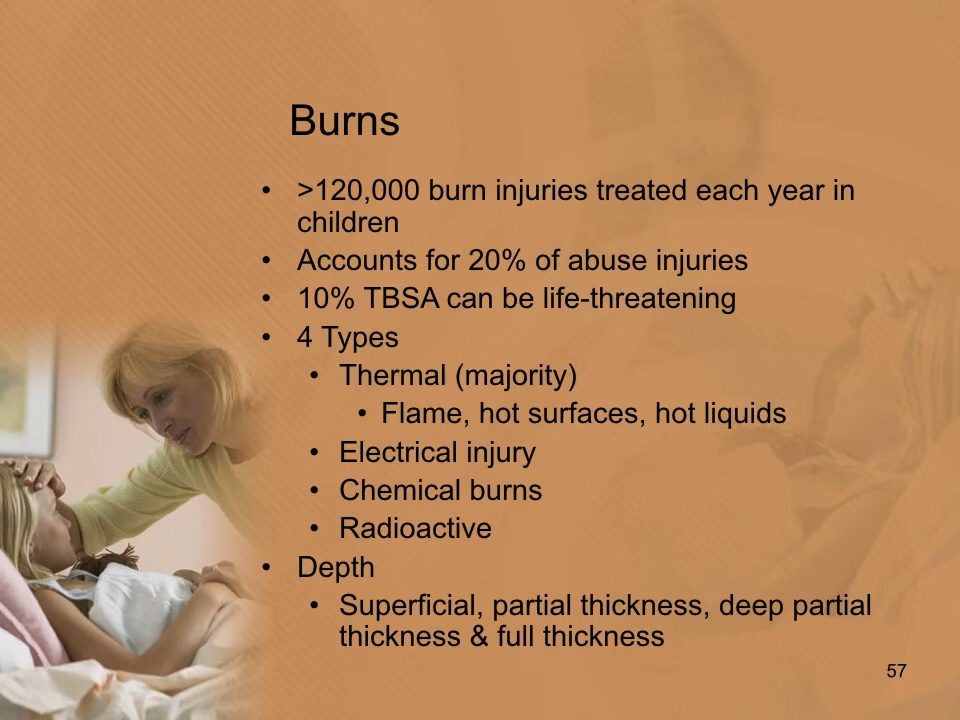 Burns
• >120,000 burn injuries treated each year in
children
• Accounts for 20% of abuse injuries
• 10% TBSA can be life-threatening
• 4 Types
• Thermal (majority)
• Flame, hot surfaces, hot liquids
• Electrical injury
• Chemical burns
• Radioactive
• Depth
• Superficial, partial thickness, deep partial
thickness & full thickness
57